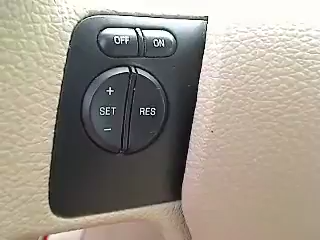 OFF ON
+
SET RES
−